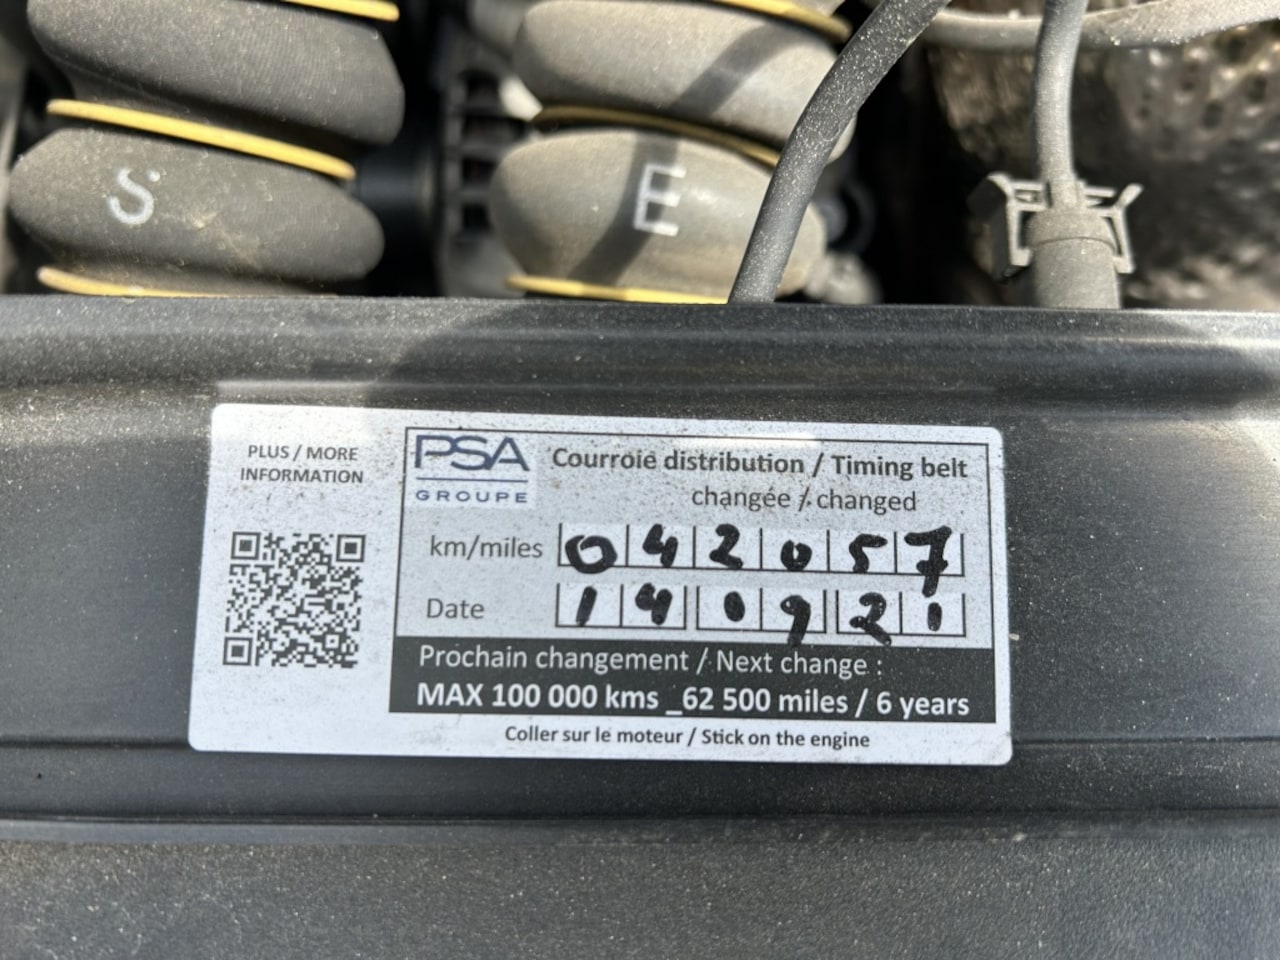 S
E
PLUS / MORE
INFORMATION
PSA
GROUPE
Courroie distribution / Timing belt
changée / changed
km/miles 042057
Date 140921
Prochain changement / Next change :
MAX 100 000 kms _62 500 miles / 6 years
Coller sur le moteur / Stick on the engine